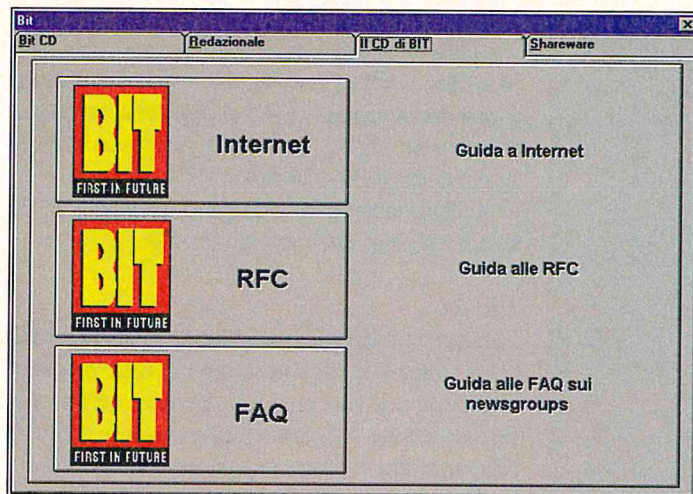 Bit
Bit CD
Redazionale
Il CD di BIT
Shareware
BIT
FIRST IN FUTURE
Internet
Guida a Internet
BIT
FIRST IN FUTURE
RFC
Guida alle RFC
BIT
FIRST IN FUTURE
FAQ
Guida alle FAQ sui
newsgroups